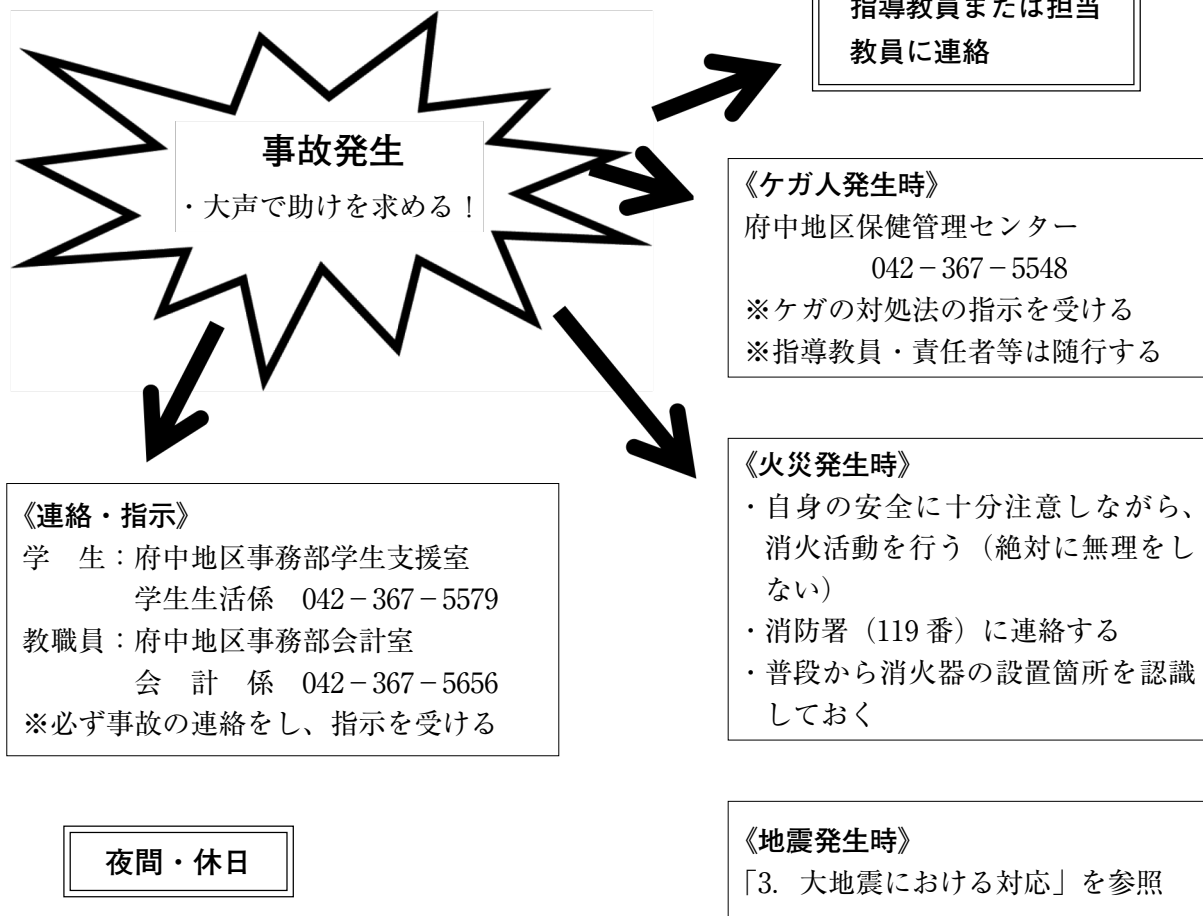 指導教員または担当
教員に連絡
事故発生
・大声で助けを求める！
《ケガ人発生時》
府中地区保健管理センター
042－367－5548
※ケガの対処法の指示を受ける
※指導教員・責任者等は随行する
《火災発生時》
・自身の安全に十分注意しながら、
消火活動を行う（絶対に無理をし
ない）
・消防署（119 番）に連絡する
・普段から消火器の設置箇所を認識
しておく
《連絡・指示》
学　生：府中地区事務部学生支援室
学生生活係　042－367－5579
教職員：府中地区事務部会計室
会　計　係　042－367－5656
※必ず事故の連絡をし、指示を受ける
夜間・休日
《地震発生時》
「3. 大地震における対応」を参照